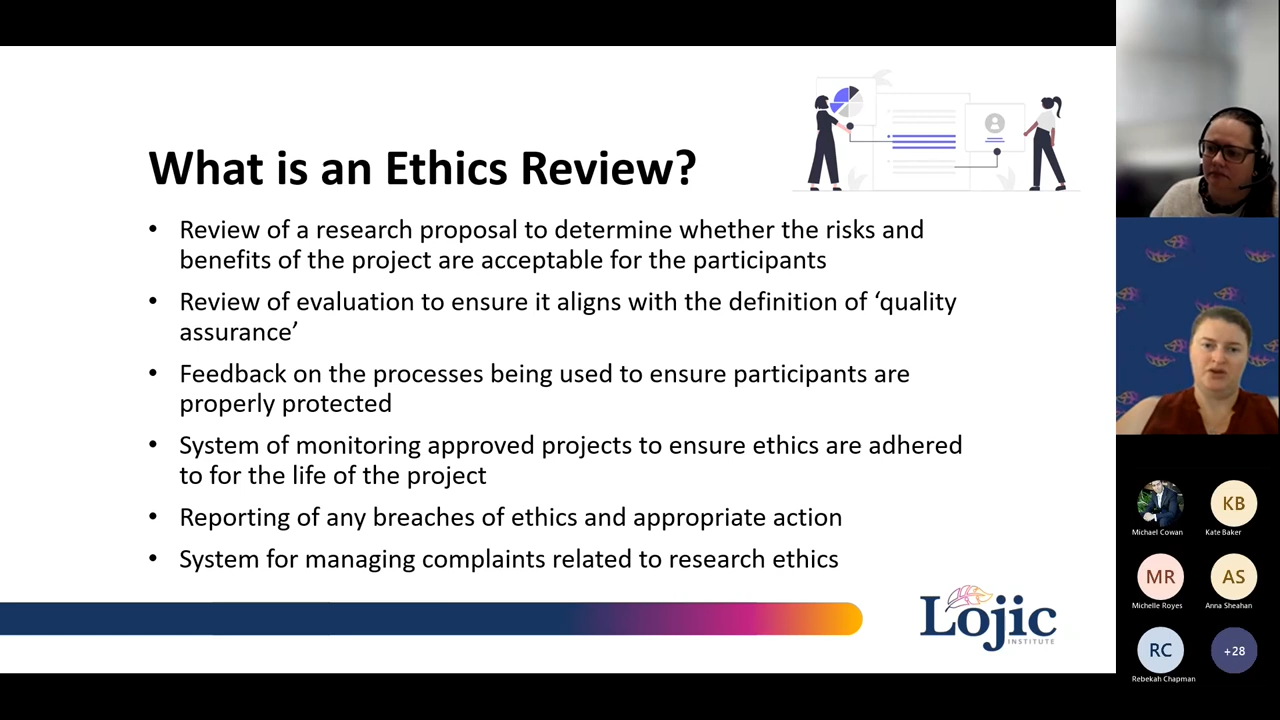 What is an Ethics Review?
• Review of a research proposal to determine whether the risks and
benefits of the project are acceptable for the participants
• Review of evaluation to ensure it aligns with the definition of ‘quality
assurance’
• Feedback on the processes being used to ensure participants are
properly protected
• System of monitoring approved projects to ensure ethics are adhered
to for the life of the project
• Reporting of any breaches of ethics and appropriate action
• System for managing complaints related to research ethics
Lojic
INSTITUTE
Michael Cowan
KB
Kate Baker
MR
Michelle Royes
AS
Anna Sheahan
RC
Rebekah Chapman
+28